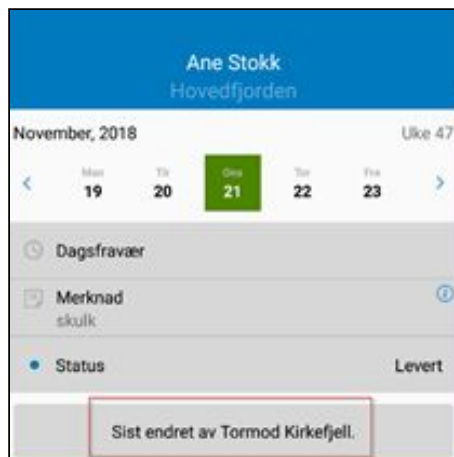 Ane Stokk
Hovedfjorden
November, 2018 Uke 47
Man Tir Ons Tor Fre
19 20 21 22 23
Dagsfravær
Merknad
skulk
Status Levert
Sist endret av Tormod Kirkefjell.